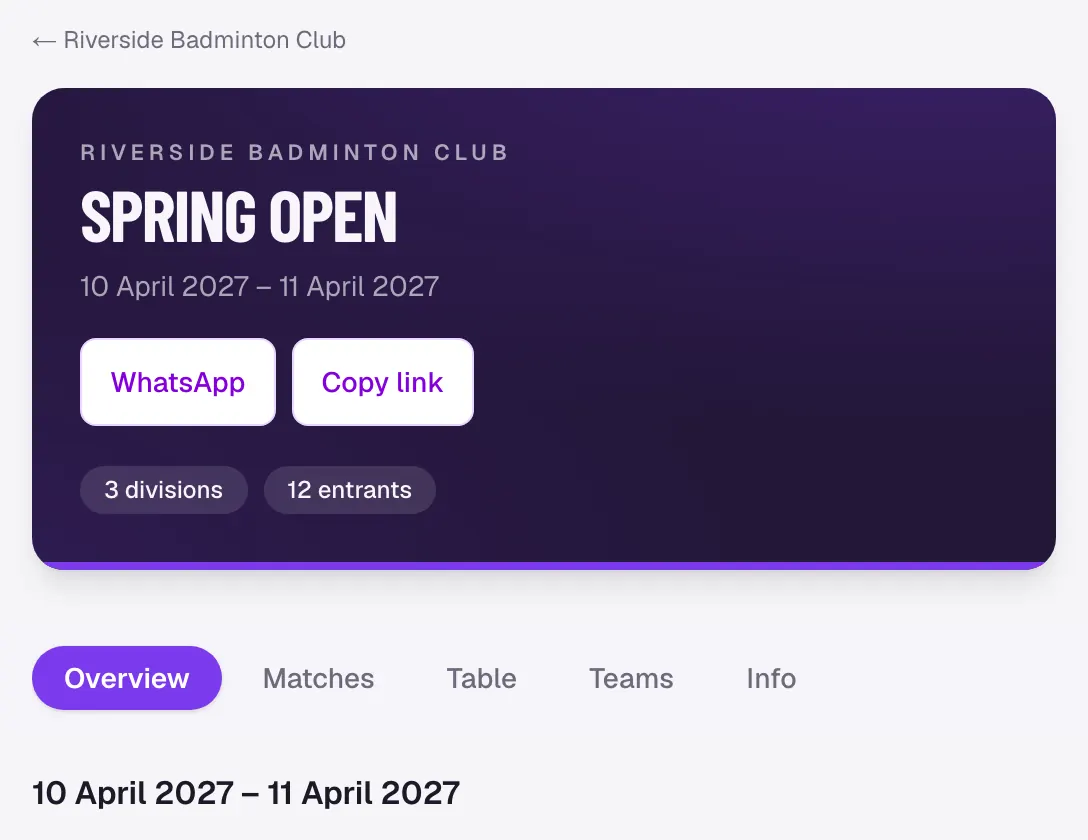 ← Riverside Badminton Club
RIVERSIDE BADMINTON CLUB
SPRING OPEN
10 April 2027 – 11 April 2027
WhatsApp Copy link
3 divisions 12 entrants
Overview Matches Table Teams Info
10 April 2027 – 11 April 2027